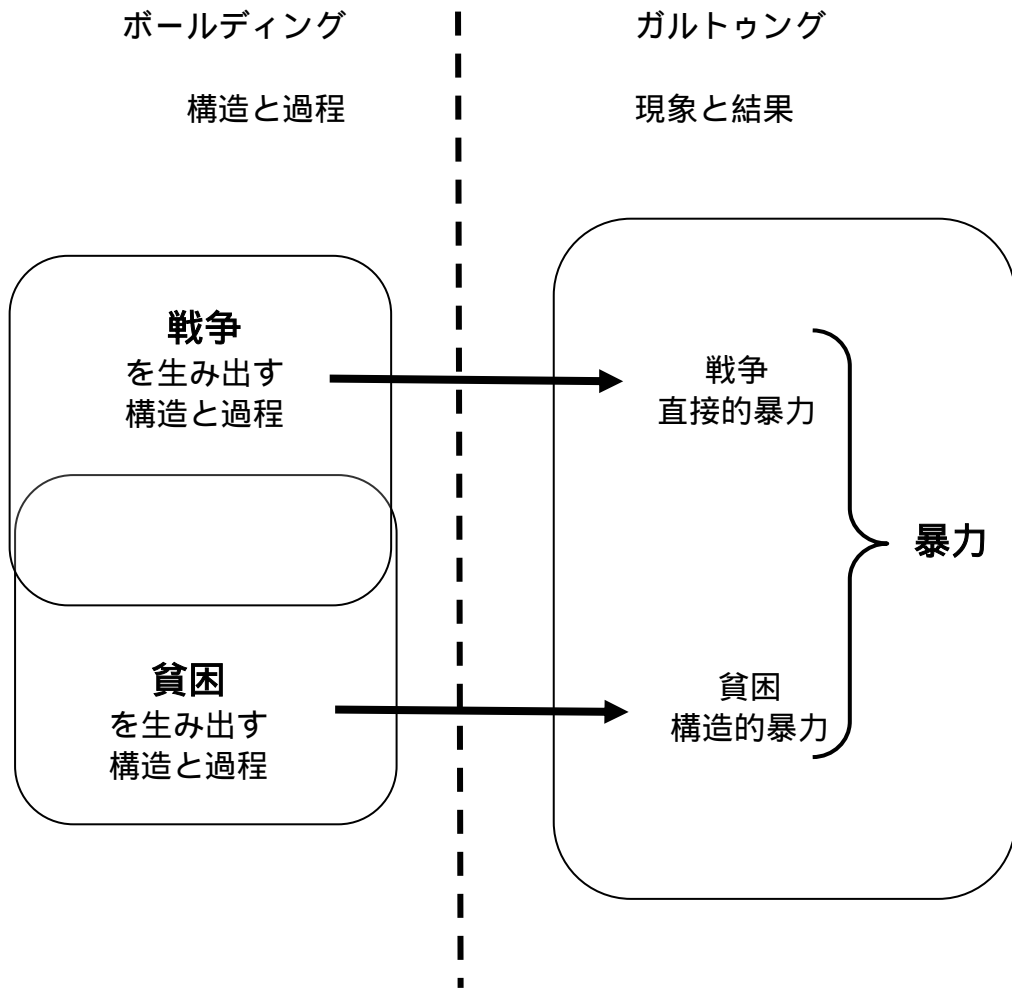 ボールディング
ガルトゥング
構造と過程
現象と結果
戦争
を生み出す
構造と過程
戦争
直接的暴力
暴力
貧困
を生み出す
構造と過程
貧困
構造的暴力